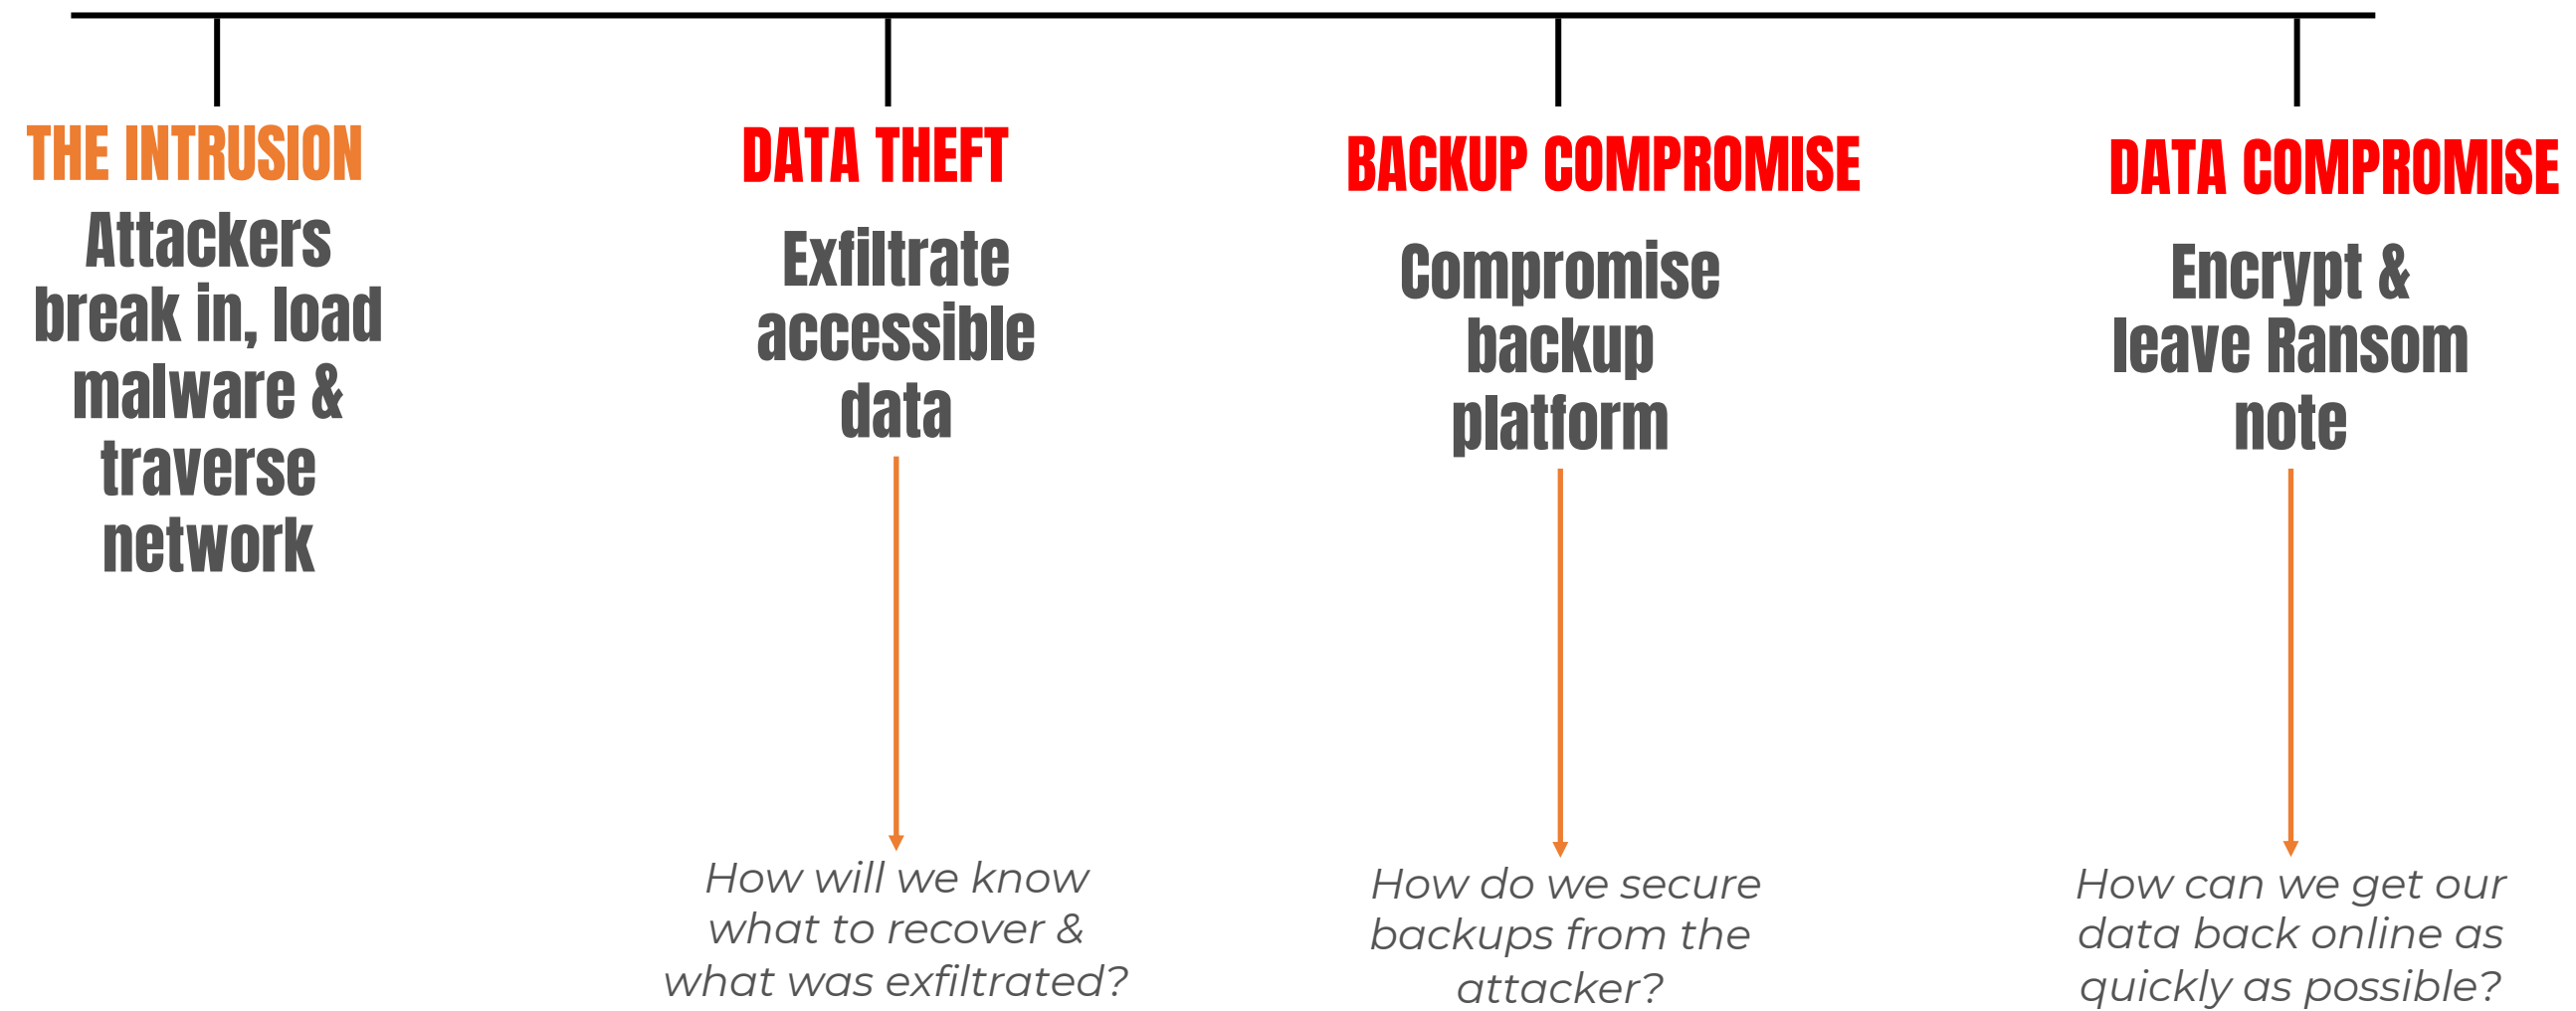 THE INTRUSION
Attackers
break in, load
malware &
traverse
network
DATA THEFT
Exfiltrate
accessible
data
How will we know
what to recover &
what was exfiltrated?
BACKUP COMPROMISE
Compromise
backup
platform
How do we secure
backups from the
attacker?
DATA COMPROMISE
Encrypt &
leave Ransom
note
How can we get our
data back online as
quickly as possible?